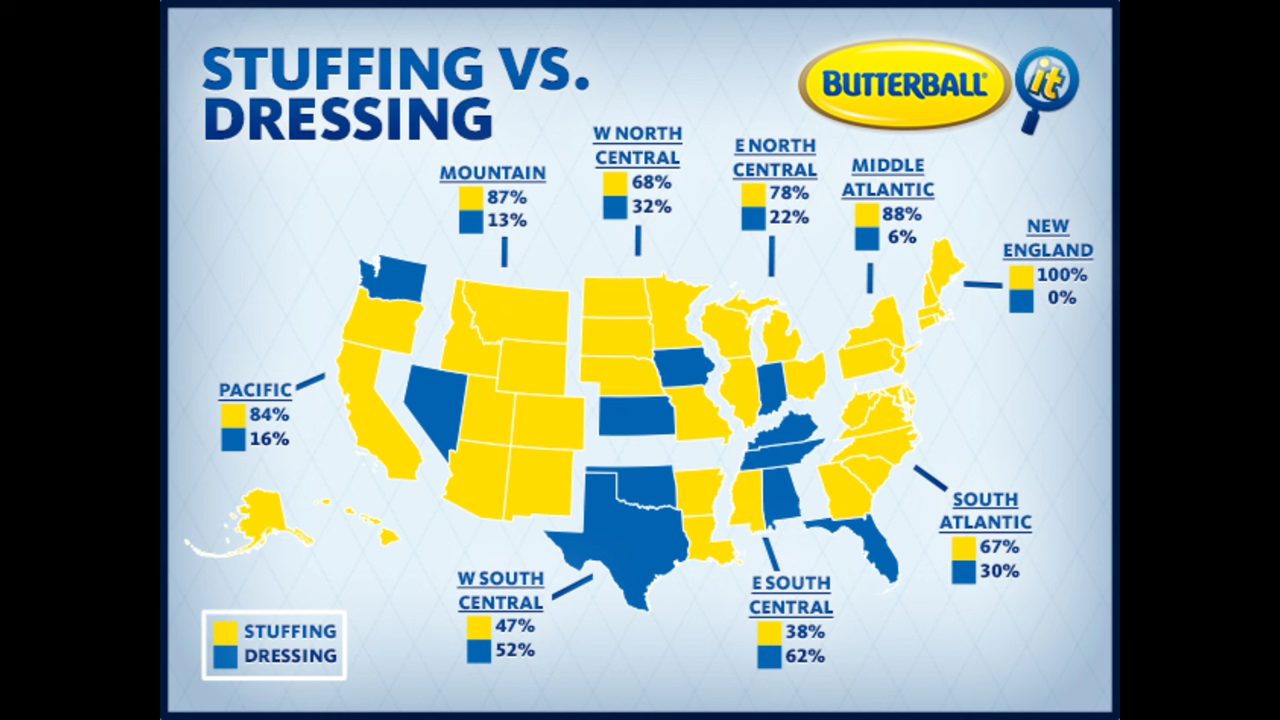 STUFFING VS.
DRESSING
BUTTERBALL®
it
W NORTH
CENTRAL
68%
32%
E NORTH
CENTRAL
78%
22%
MIDDLE
ATLANTIC
88%
6%
MOUNTAIN
87%
13%
NEW
ENGLAND
100%
0%
PACIFIC
84%
16%
SOUTH
ATLANTIC
67%
30%
W SOUTH
CENTRAL
47%
52%
E SOUTH
CENTRAL
38%
62%
STUFFING
DRESSING